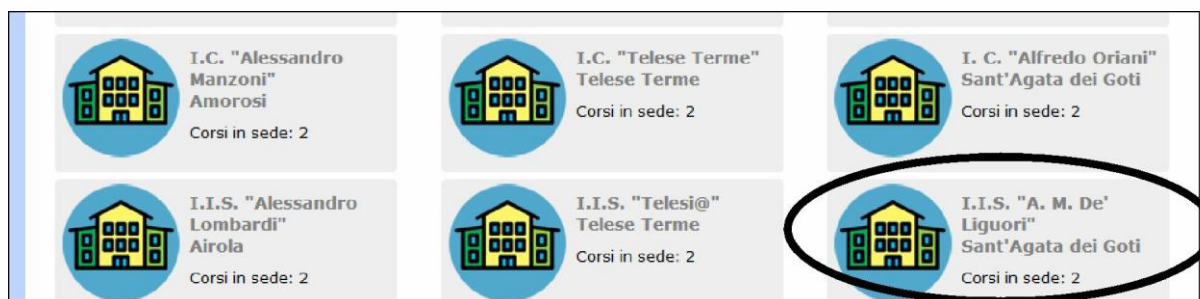 I.C. "Alessandro
Manzoni"
Amorosi
Corsi in sede: 2
I.C. "Telese Terme"
Telese Terme
Corsi in sede: 2
I. C. "Alfredo Oriani"
Sant'Agata dei Goti
Corsi in sede: 2
I.I.S. "Alessandro
Lombardi"
Airola
Corsi in sede: 2
I.I.S. "Telesi@"
Telese Terme
Corsi in sede: 2
I.I.S. "A. M. De'
Liguori"
Sant'Agata dei Goti
Corsi in sede: 2